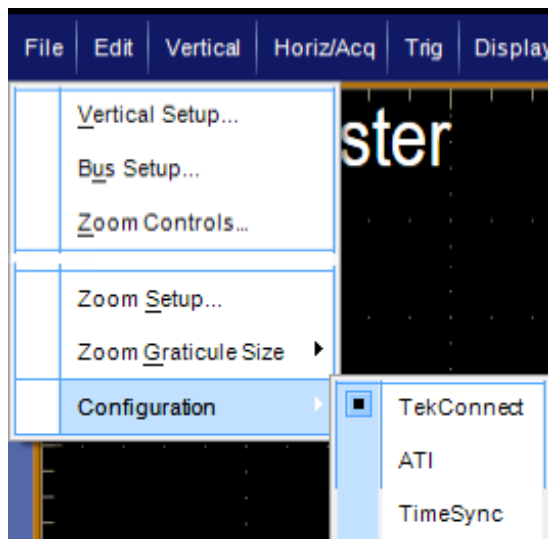 File Edit Vertical Horiz/Acq Trig Display
ster
Vertical Setup...
Bus Setup...
Zoom Controls...
Zoom Setup...
Zoom Graticule Size
Configuration
TekConnect
ATI
TimeSync